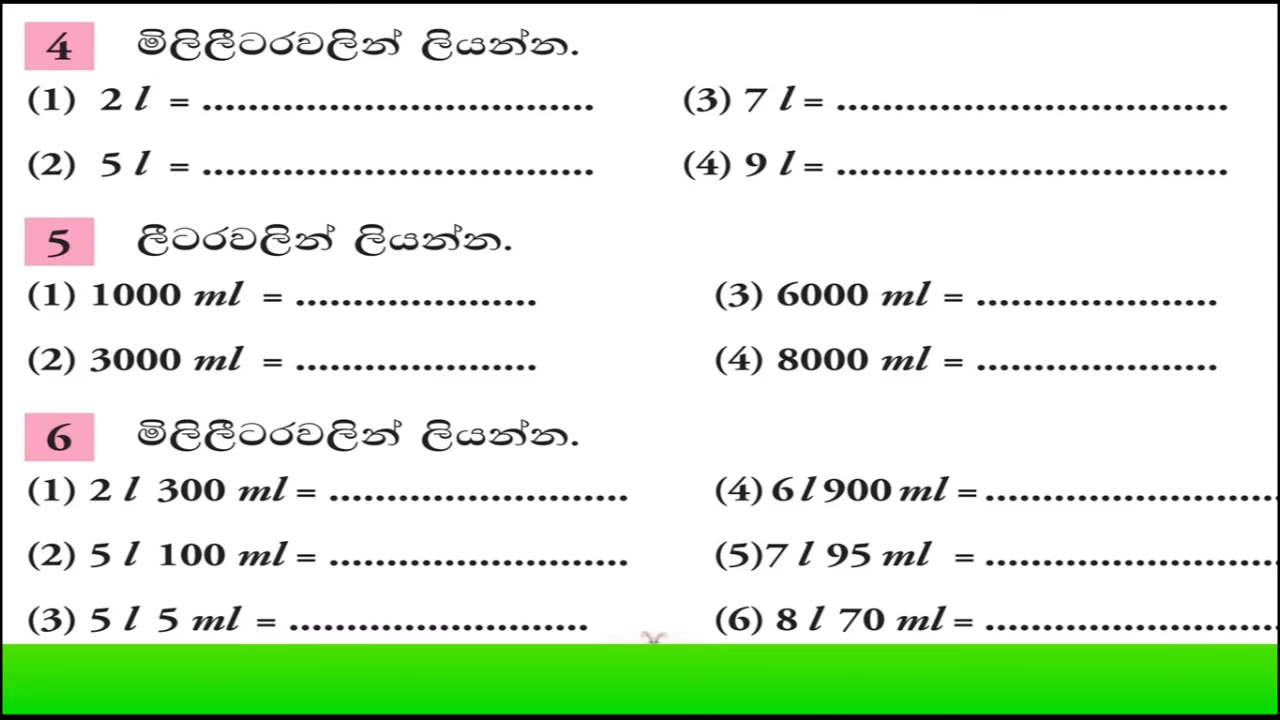 4 මිලිලීටරවලින් ලියන්න.
(1) 2 l = .................................. (3) 7 l = ..................................
(2) 5 l = .................................. (4) 9 l = ..................................
5 ලීටරවලින් ලියන්න.
(1) 1000 ml = ..................... (3) 6000 ml = .....................
(2) 3000 ml = ..................... (4) 8000 ml = .....................
6 මිලිලීටරවලින් ලියන්න.
(1) 2 l 300 ml = .......................... (4) 6 l 900 ml = ..........................
(2) 5 l 100 ml = .......................... (5) 7 l 95 ml = ..........................
(3) 5 l 5 ml = .......................... (6) 8 l 70 ml = ..........................